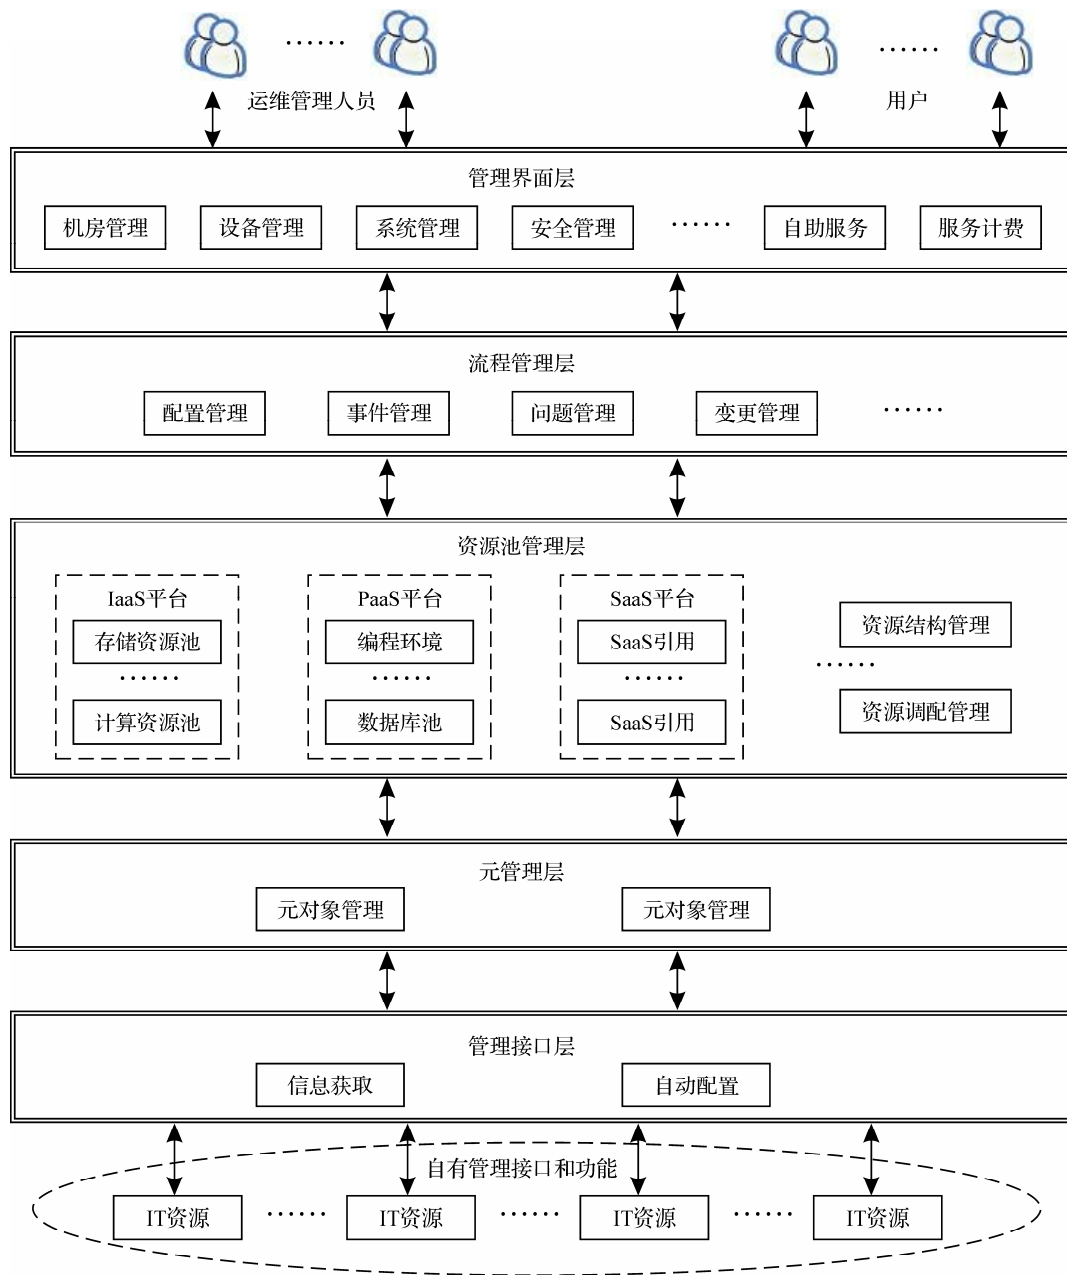 ……
……
运维管理人员
用户
管理界面层
机房管理 设备管理 系统管理 安全管理 …… 自助服务 服务计费
流程管理层
配置管理 事件管理 问题管理 变更管理 ……
资源池管理层
IaaS平台
存储资源池
……
计算资源池
PaaS平台
编程环境
……
数据库池
SaaS平台
SaaS引用
……
SaaS引用
资源结构管理
……
资源调配管理
元管理层
元对象管理 元对象管理
管理接口层
信息获取 自动配置
自有管理接口和功能
IT资源 …… IT资源 …… IT资源 …… IT资源